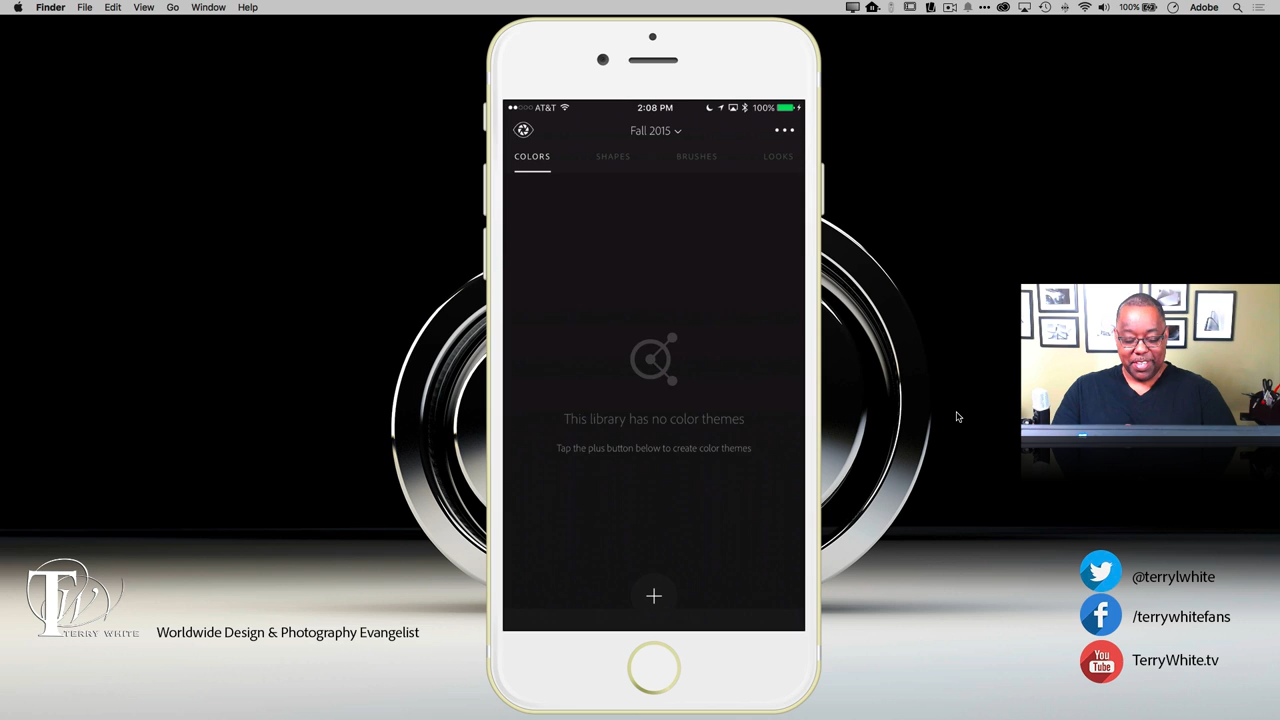 Finder File Edit View Go Window Help
100%
Adobe
AT&T 2:08 PM 100%
Fall 2015
COLORS SHAPES BRUSHES LOOKS
This library has no color themes
Tap the plus button below to create color themes
TW
TERRY WHITE
Worldwide Design & Photography Evangelist
@terrylwhite
/terrywhitefans
You Tube
TerryWhite.tv